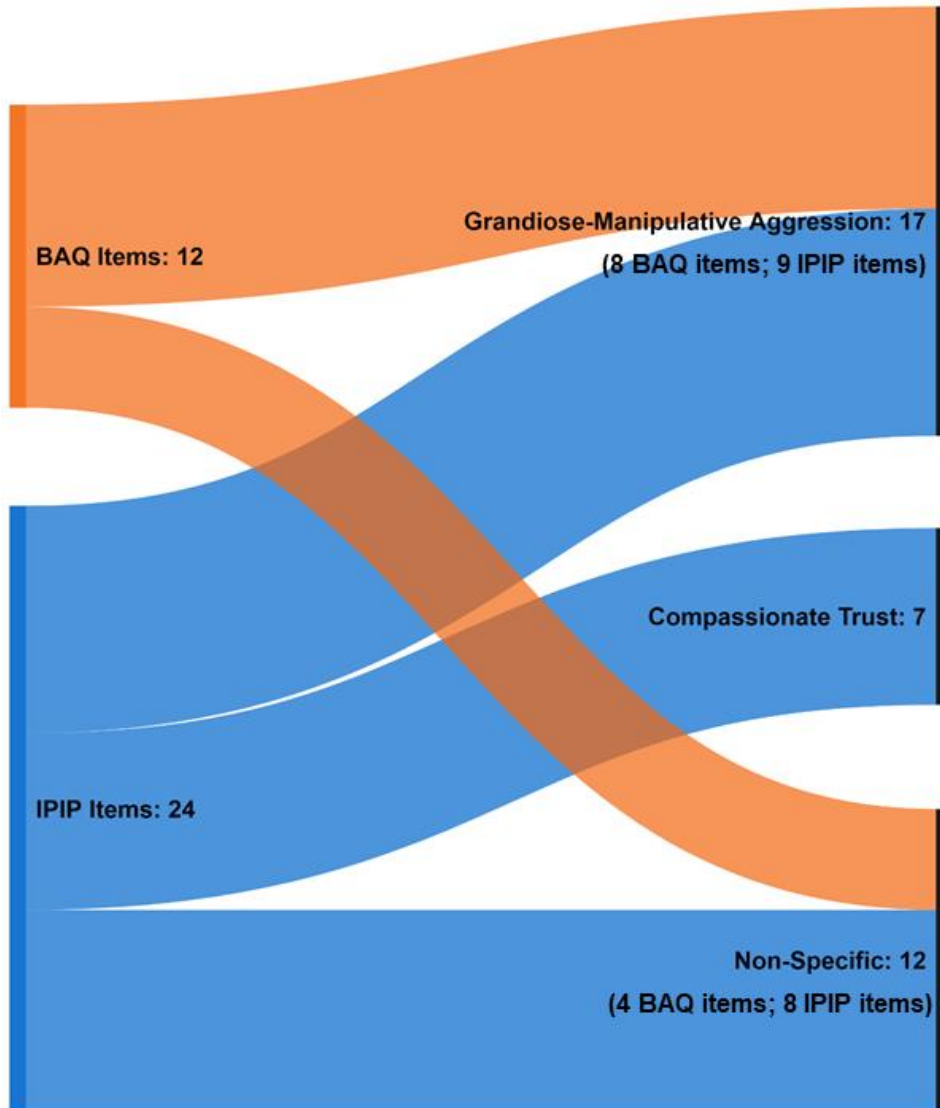 Grandiose-Manipulative Aggression: 17
(8 BAQ items; 9 IPIP items)
BAQ Items: 12
Compassionate Trust: 7
IPIP Items: 24
Non-Specific: 12
(4 BAQ items; 8 IPIP items)